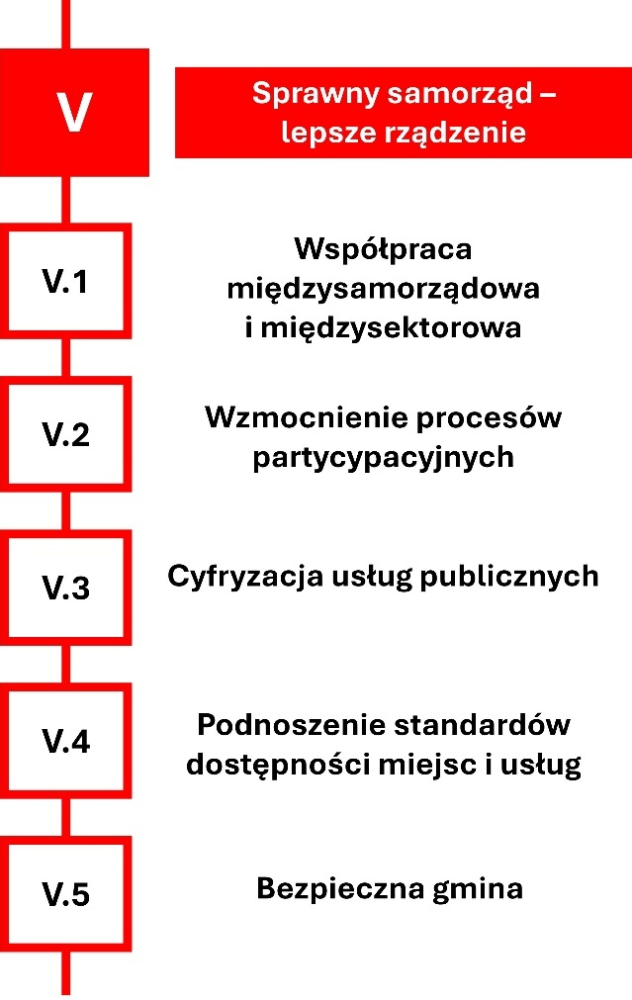 V
Sprawny samorząd –
lepsze rządzenie
V.1
Współpraca
międzysamorządowa
i międzysektorowa
V.2
Wzmocnienie procesów
partycypacyjnych
V.3
Cyfryzacja usług publicznych
V.4
Podnoszenie standardów
dostępności miejsc i usług
V.5
Bezpieczna gmina